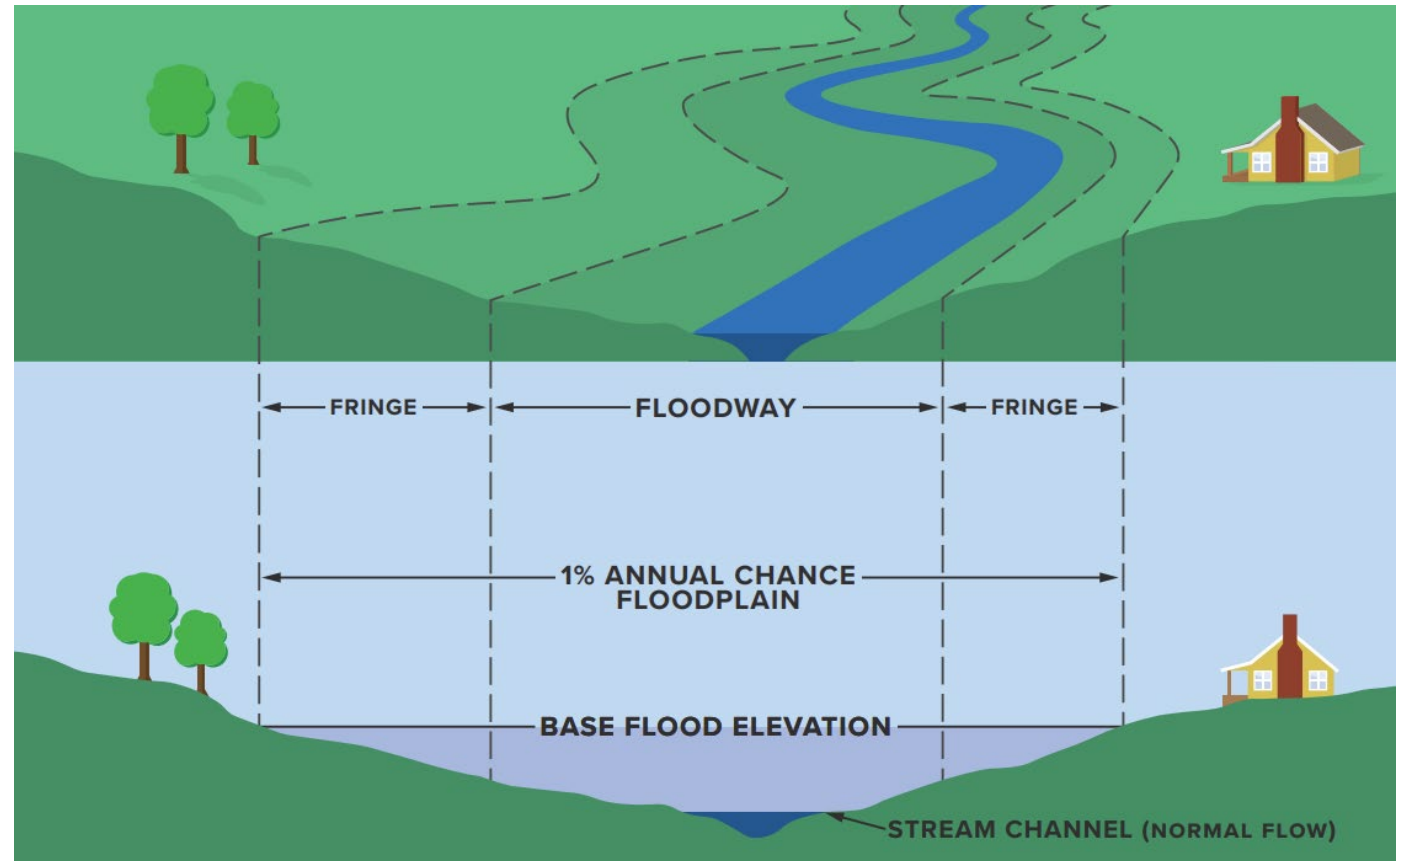 FRINGE
FLOODWAY
FRINGE
1% ANNUAL CHANCE
FLOODPLAIN
BASE FLOOD ELEVATION
STREAM CHANNEL (NORMAL FLOW)